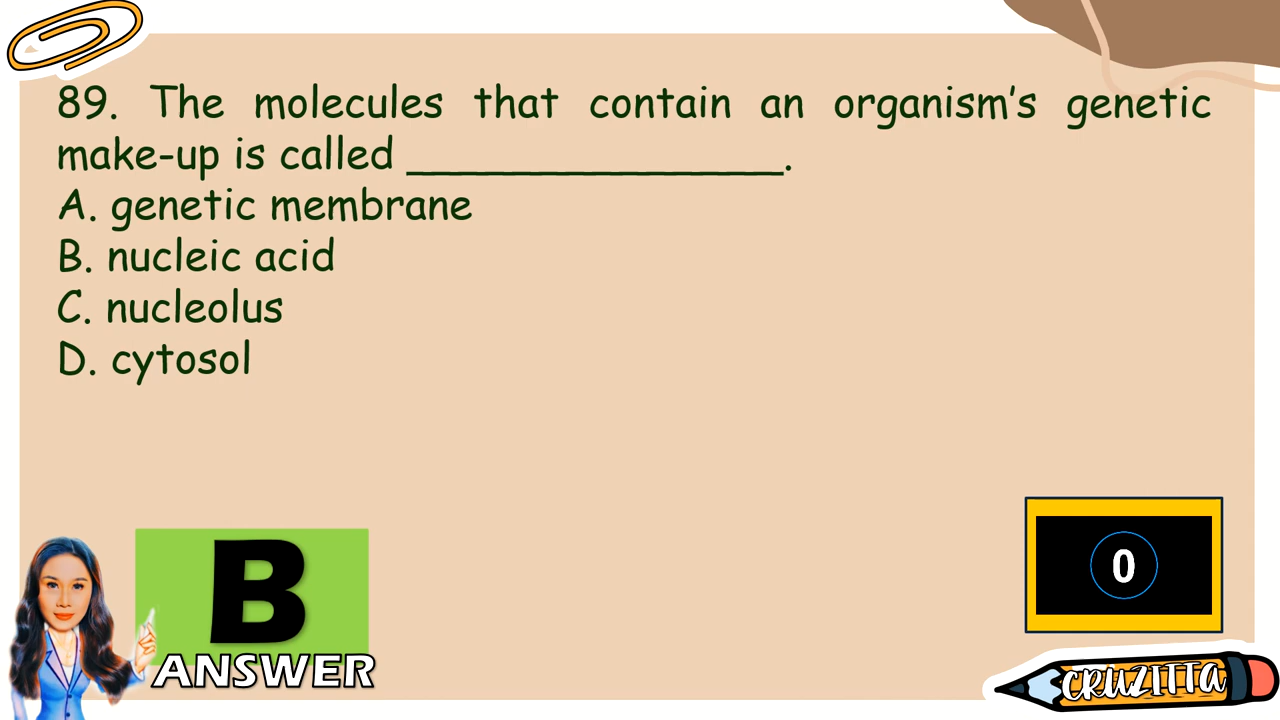 89. The molecules that contain an organism's genetic
make-up is called ________________.
A. genetic membrane
B. nucleic acid
C. nucleolus
D. cytosol
B
ANSWER
0
CRUZITTA